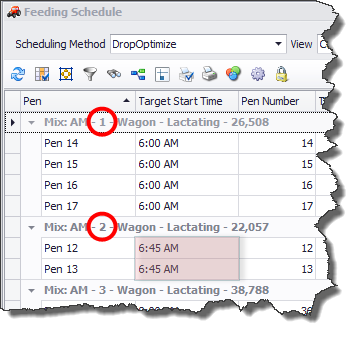 Feeding Schedule
Scheduling Method DropOptimize View
Pen Target Start Time Pen Number
Mix: AM - 1 - Wagon - Lactating - 26,508
Pen 14 6:00 AM 14
Pen 15 6:00 AM 15
Pen 16 6:00 AM 16
Pen 17 6:00 AM 17
Mix: AM - 2 - Wagon - Lactating - 22,057
Pen 12 6:45 AM 12
Pen 13 6:45 AM 13
Mix: AM - 3 - Wagon - Lactating - 38,788